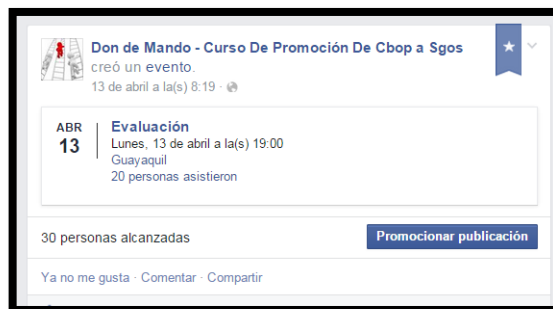 Don de Mando - Curso De Promoción De Cbop a Sgos
creó un evento.
13 de abril a la(s) 8:19 ·
ABR
13
Evaluación
Lunes, 13 de abril a la(s) 19:00
Guayaquil
20 personas asistieron
30 personas alcanzadas
Promocionar publicación
Ya no me gusta · Comentar · Compartir